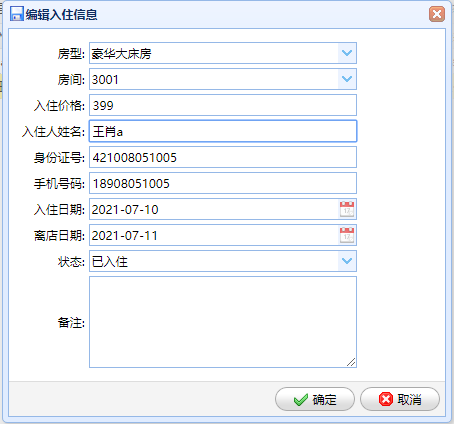 编辑入住信息
房型: 豪华大床房
房间: 3001
入住价格: 399
入住人姓名: 王肖a
身份证号: 421008051005
手机号码: 18908051005
入住日期: 2021-07-10
离店日期: 2021-07-11
状态: 已入住
备注:
确定 取消